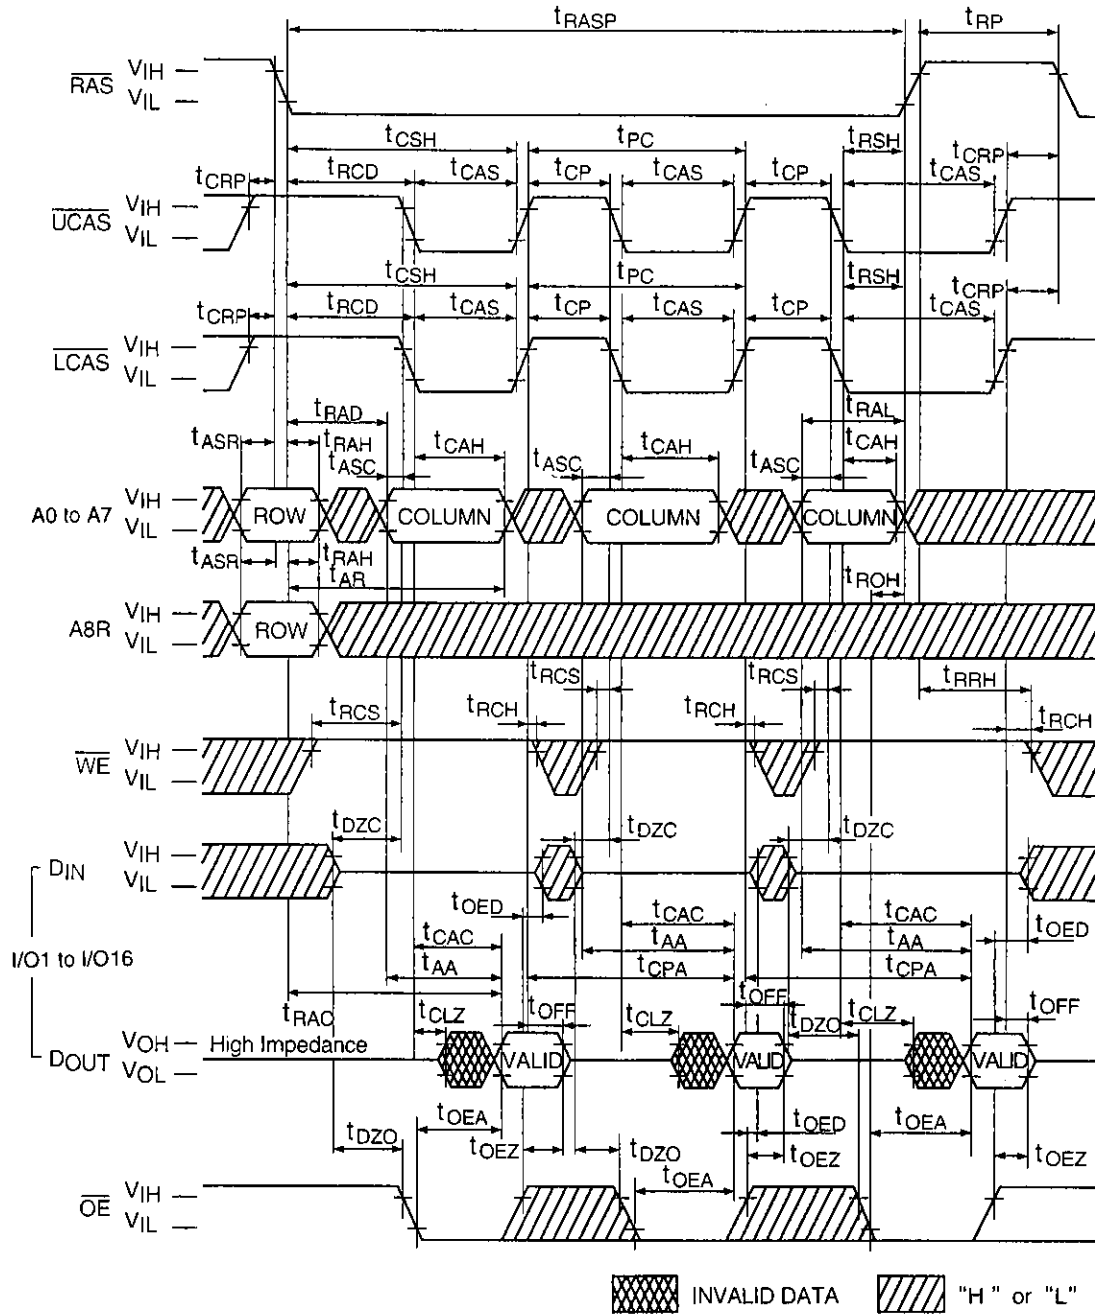 tRASP tRP
RAS VIH
VIL
tCSH tPC tRSH
tCRP tRCD tCAS tCP tCAS tCP tCAS tCRP
UCAS VIH
VIL
tCSH tPC tRSH
tCRP tRCD tCAS tCP tCAS tCP tCAS tCRP
LCAS VIH
VIL
tRAD tRAL
tASR tRAH tCAH tCAH tCAH
tASC tASC tASC
A0 to A7 VIH
VIL
ROW COLUMN COLUMN COLUMN
tASR tRAH
tAR tROH
A8R VIH
VIL
ROW
tRCS tRCS tRRH
tRCS tRCH tRCH tRCH
WE VIH
VIL
tDZC tDZC tDZC
DIN VIH
VIL
tOED tCAC tCAC tOED
tCAC tAA tAA
I/O1 to I/O16
tAA tCPA tCPA
tRAC tCLZ tOFF tCLZ tOFF tDZO tCLZ tOFF
DOUT VOH
VOL
High Impedance VALID VALID VALID
tDZO tOEA tOEZ tDZO tOED tOEA
tOEA tOEZ tOEZ
OE VIH
VIL
INVALID DATA "H" or "L"